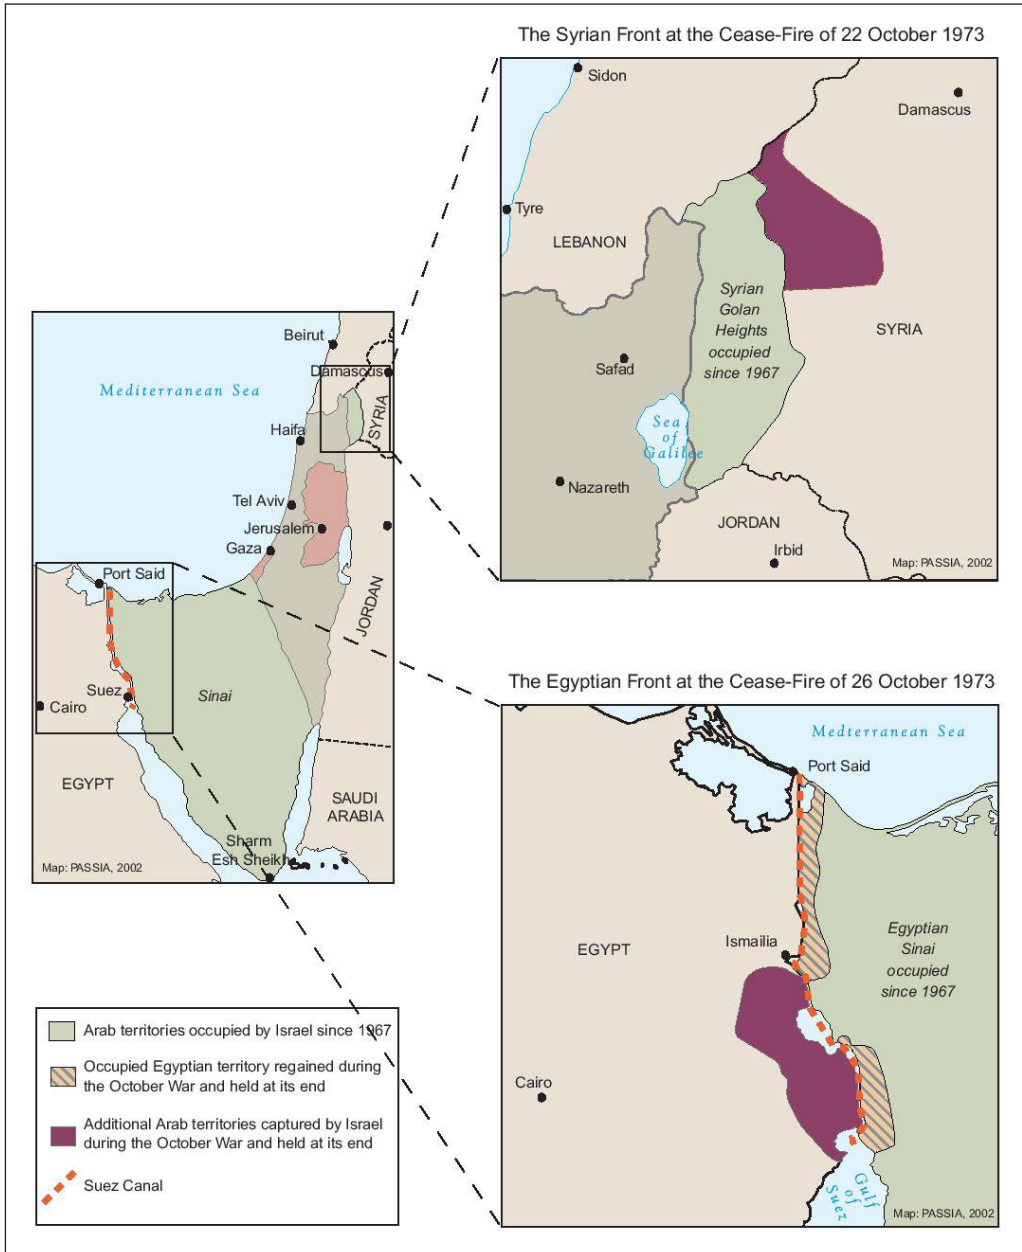 The Syrian Front at the Cease-Fire of 22 October 1973
Sidon
Damascus
Tyre
LEBANON
Syrian
Golan
Heights
occupied
since 1967
SYRIA
Safad
Sea
of
Galilee
Nazareth
JORDAN
Irbid
Map: PASSIA, 2002
Beirut
Mediterranean Sea
Damascus
SYRIA
Haifa
Tel Aviv
Jerusalem
Gaza
Port Said
JORDAN
Suez
Sinai
Cairo
EGYPT
SAUDI
ARABIA
Sharm
Esh Sheikh
Map: PASSIA, 2002
The Egyptian Front at the Cease-Fire of 26 October 1973
Mediterranean Sea
Port Said
EGYPT
Ismailia
Egyptian
Sinai
occupied
since 1967
Cairo
Gulf
of
Suez
Map: PASSIA, 2002
Arab territories occupied by Israel since 1967
Occupied Egyptian territory regained during
the October War and held at its end
Additional Arab territories captured by Israel
during the October War and held at its end
Suez Canal